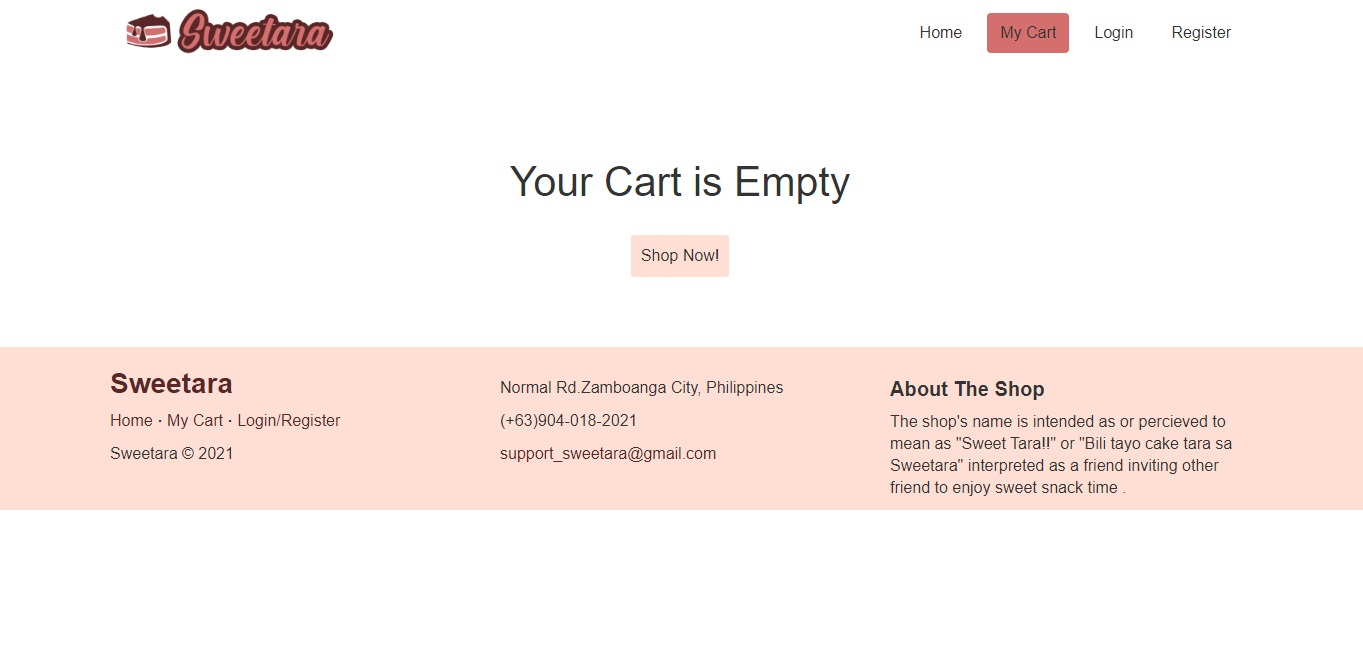 Sweetara
Home
My Cart
Login
Register
Your Cart is Empty
Shop Now!
Sweetara
Home · My Cart · Login/Register
Sweetara © 2021
Normal Rd.Zamboanga City, Philippines
(+63)904-018-2021
support_sweetara@gmail.com
About The Shop
The shop's name is intended as or percieved to
mean as "Sweet Tara!!" or "Bili tayo cake tara sa
Sweetara" interpreted as a friend inviting other
friend to enjoy sweet snack time .